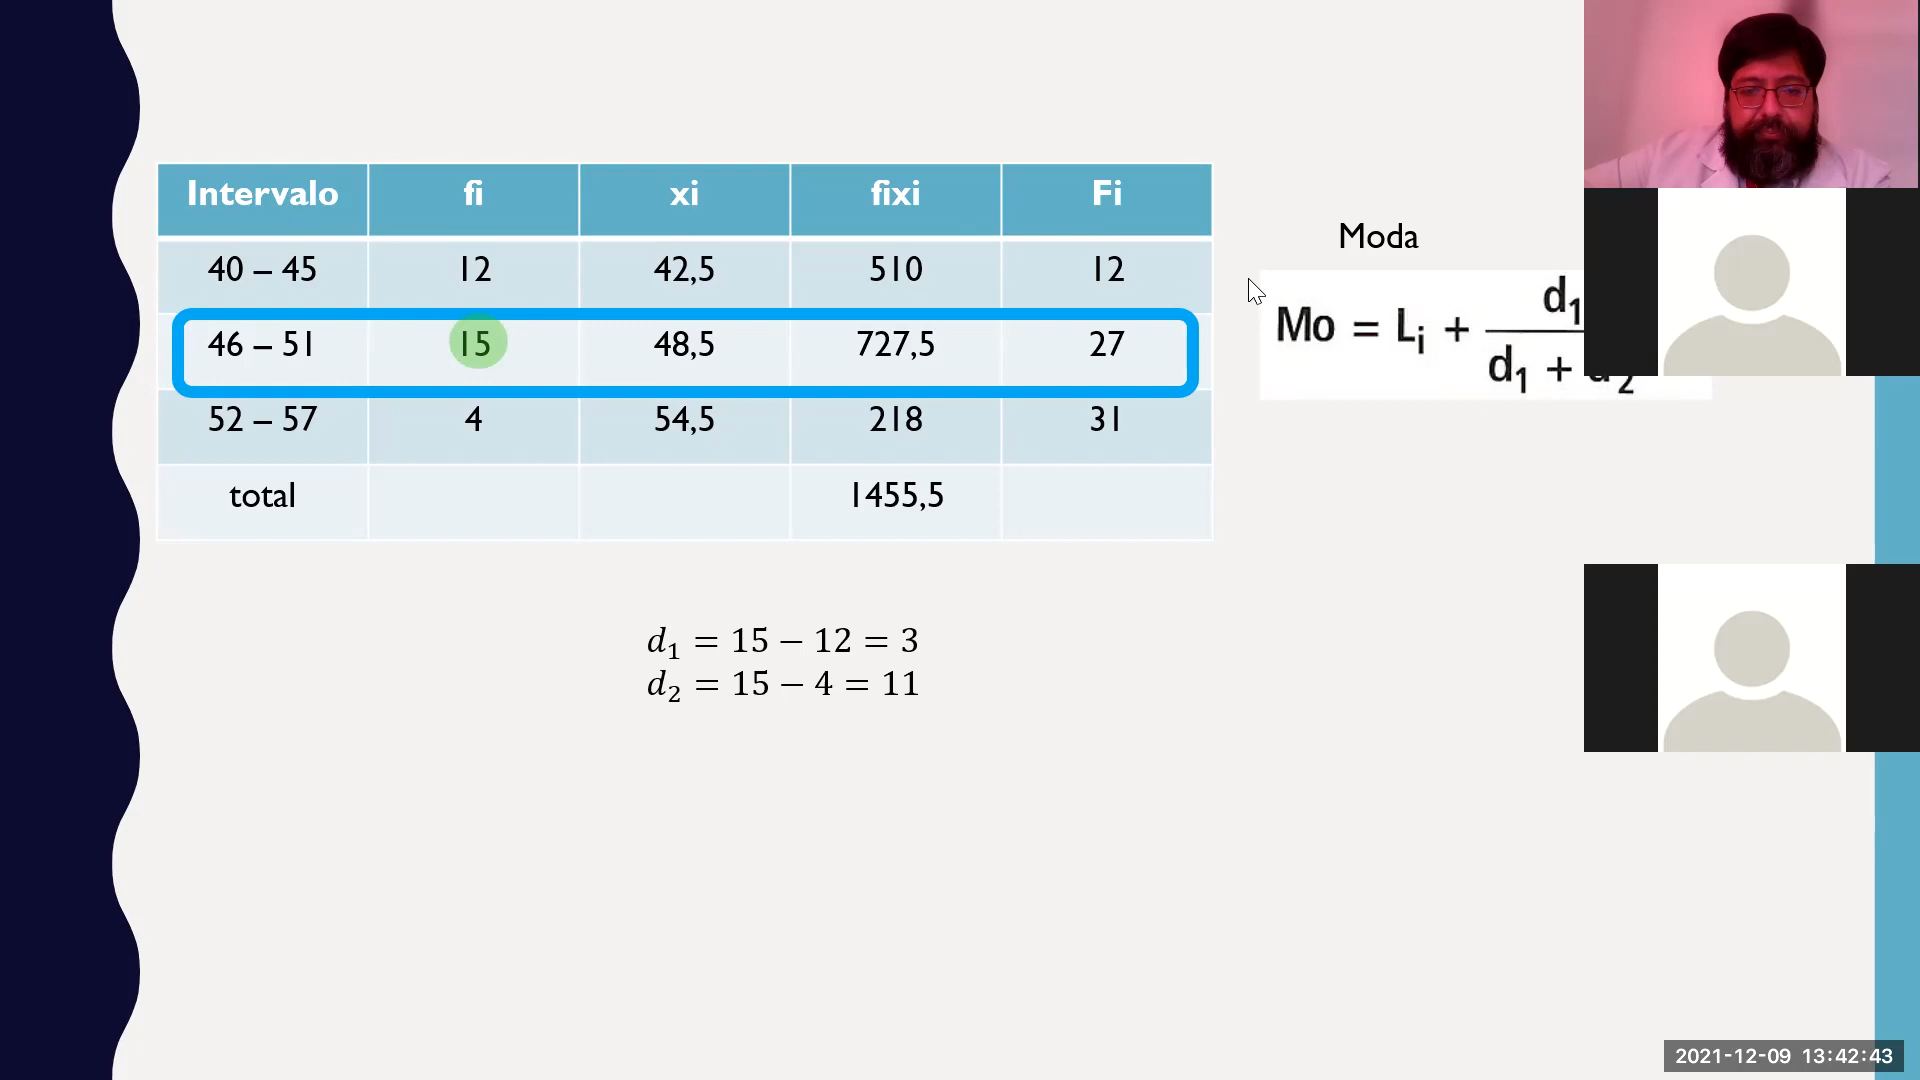 Intervalo fi xi fixi Fi
40 – 45 12 42,5 510 12
46 – 51 15 48,5 727,5 27
52 – 57 4 54,5 218 31
total 1455,5
Moda
Mo = Li + d1
d1 + d2
d1 = 15 − 12 = 3
d2 = 15 − 4 = 11
2021-12-09 13:42:43